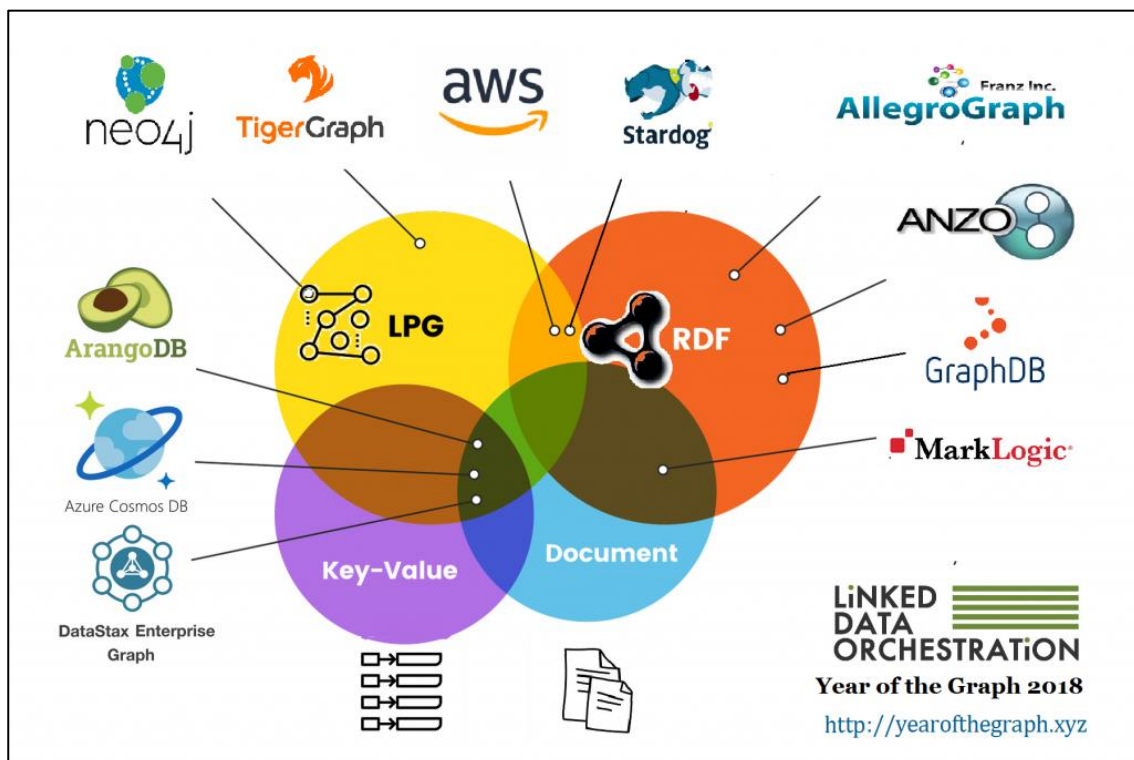 neo4j
TigerGraph
aws
Stardog
Franz Inc.
AllegroGraph
ANZO
ArangoDB
LPG
RDF
GraphDB
Azure Cosmos DB
MarkLogic
Key-Value
Document
DataStax Enterprise
Graph
LiNKED
DATA
ORCHESTRATiON
Year of the Graph 2018
http://yearofthegraph.xyz